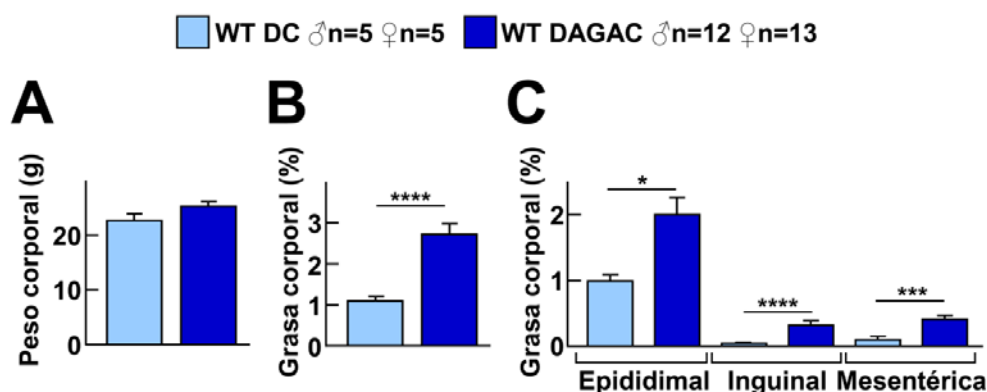 WT DC ♂n=5 ♀n=5 WT DAGAC ♂n=12 ♀n=13
A
Peso corporal (g)
20
10
0
B
Grasa corporal (%)
3
2
1
0
****
C
Grasa corporal (%)
2
1
0
*
****
***
Epididimal Inguinal Mesentérica